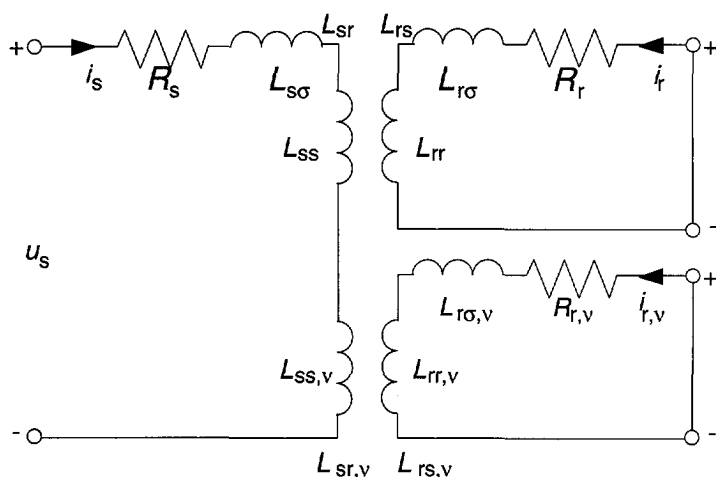 L_sr L_rs
+ i_s R_s L_sσ L_rσ R_r i_r +
L_ss L_rr
-
u_s
+
L_rσ,ν R_r,ν i_r,ν
L_ss,ν L_rr,ν
- -
L_sr,ν L_rs,ν